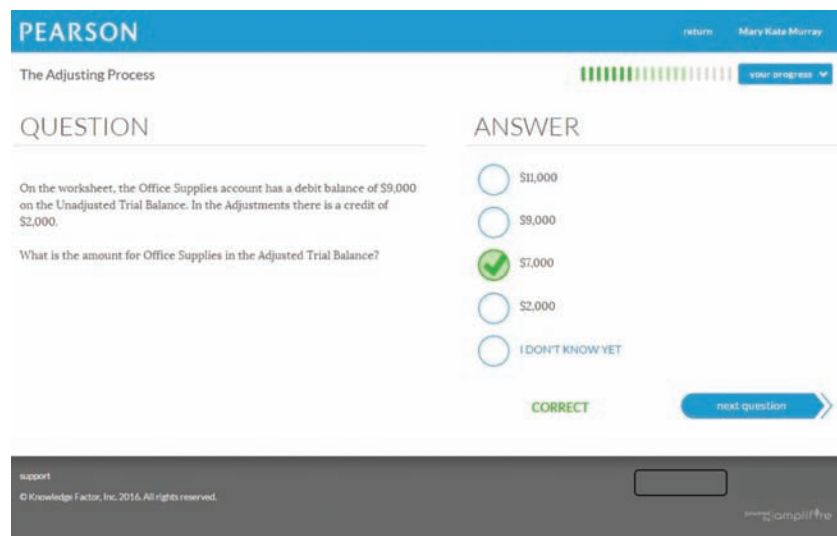 PEARSON
return Mary Kate Murray
The Adjusting Process
your progress
QUESTION
ANSWER
On the worksheet, the Office Supplies account has a debit balance of $9,000
on the Unadjusted Trial Balance. In the Adjustments there is a credit of
$2,000.
What is the amount for Office Supplies in the Adjusted Trial Balance?
$11,000
$9,000
$7,000
$2,000
I DON'T KNOW YET
CORRECT
next question
support
© Knowledge Factor, Inc. 2016. All rights reserved.
amplifire